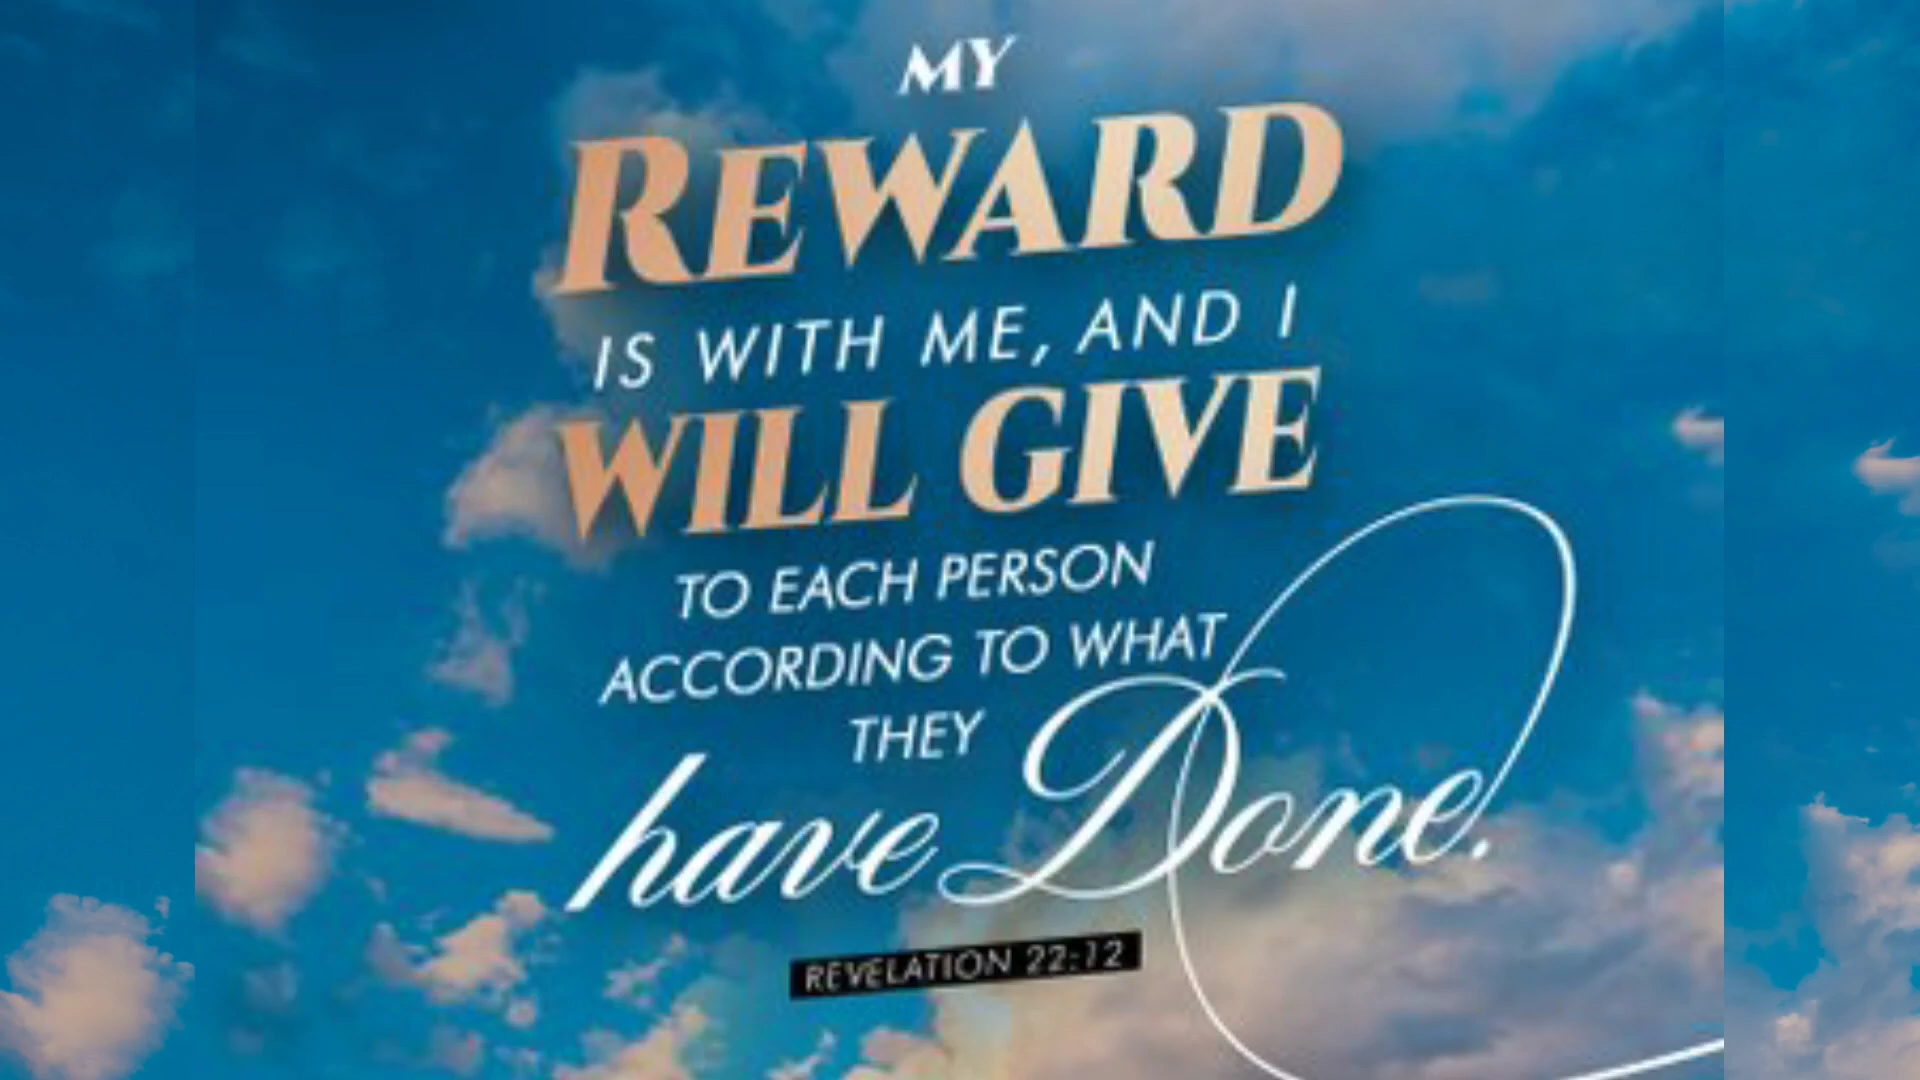 MY
REWARD
IS WITH ME, AND I
WILL GIVE
TO EACH PERSON
ACCORDING TO WHAT
THEY
have Done.
REVELATION 22:12